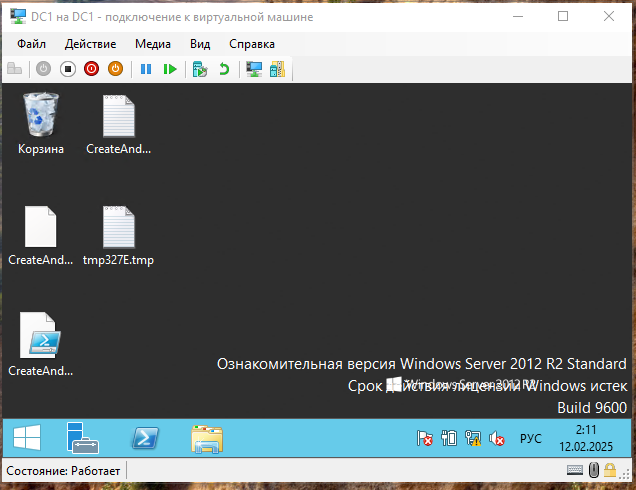 DC1 на DC1 - подключение к виртуальной машине
Файл Действие Медиа Вид Справка
Корзина CreateAnd...
CreateAnd... tmp327E.tmp
CreateAnd...
Ознакомительная версия Windows Server 2012 R2 Standard
Срок действия лицензии Windows истек
Windows Server 2012 R2
Build 9600
РУС
2:11
12.02.2025
Состояние: Работает